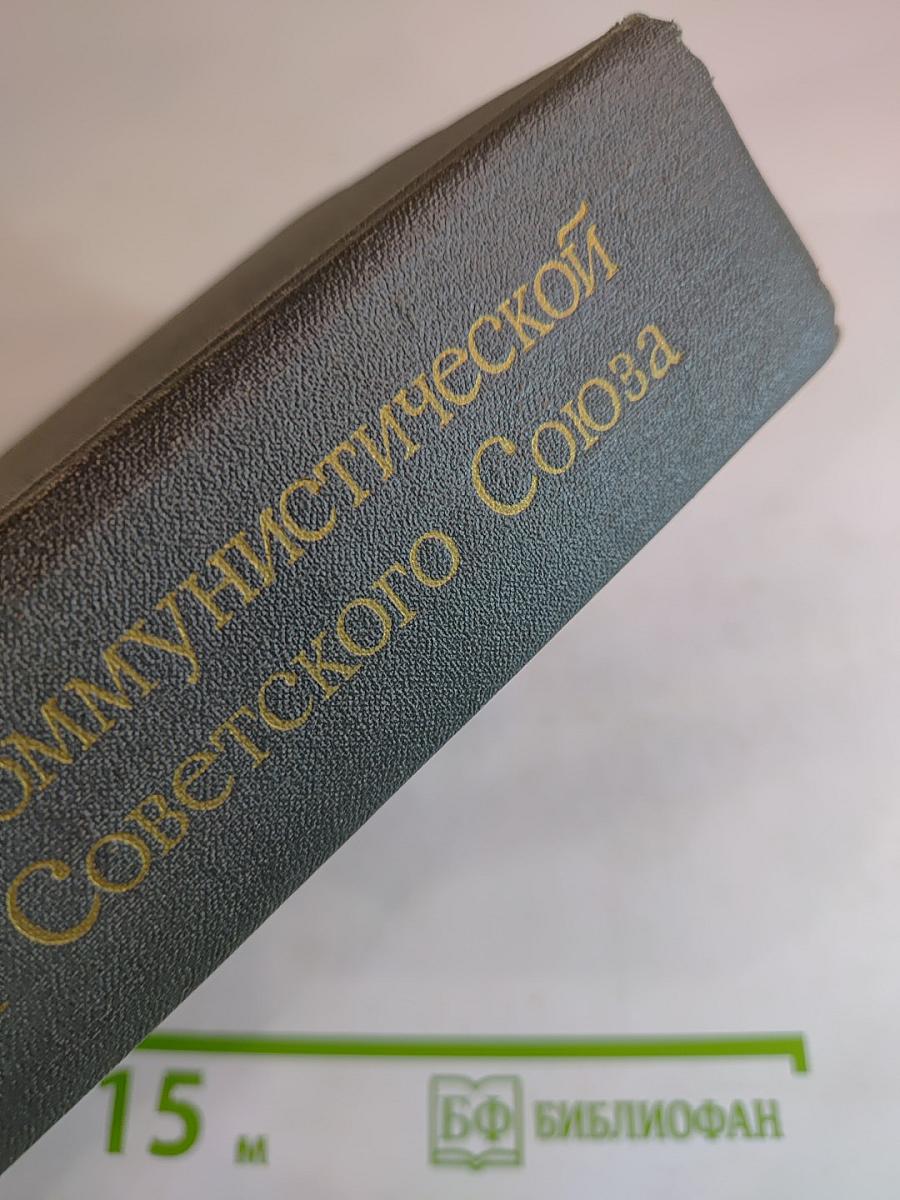 оммунистической
Советского Союза
15 м
БФ БИБЛИОФАН